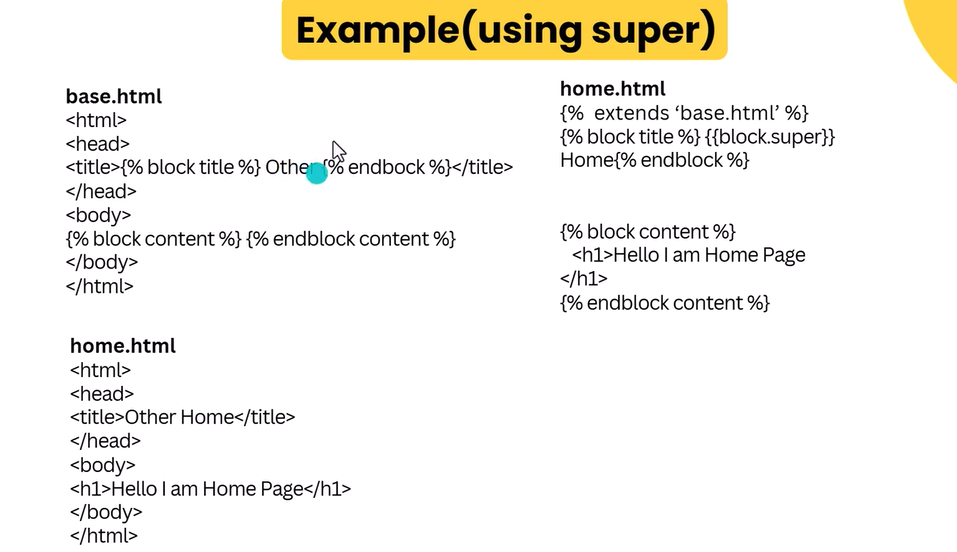 Example(using super)
base.html
<html>
<head>
<title>{% block title %} Other {% endbock %}</title>
</head>
<body>
{% block content %} {% endblock content %}
</body>
</html>
home.html
{% extends ‘base.html’ %}
{% block title %} {{block.super}}
Home{% endblock %}
{% block content %}
<h1>Hello I am Home Page
</h1>
{% endblock content %}
home.html
<html>
<head>
<title>Other Home</title>
</head>
<body>
<h1>Hello I am Home Page</h1>
</body>
</html>